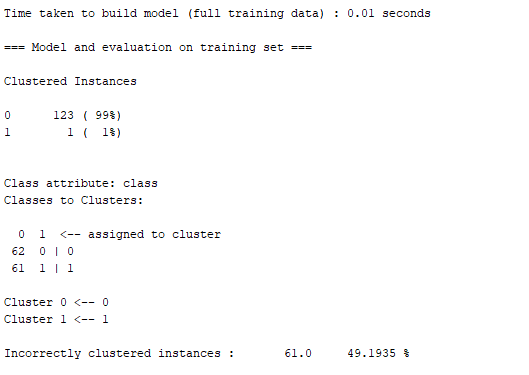 Time taken to build model (full training data) : 0.01 seconds
=== Model and evaluation on training set ===
Clustered Instances
0      123 ( 99%)
1        1 (  1%)
Class attribute: class
Classes to Clusters:
  0  1  <-- assigned to cluster
 62  0 | 0
 61  1 | 1
Cluster 0 <-- 0
Cluster 1 <-- 1
Incorrectly clustered instances :       61.0     49.1935 %